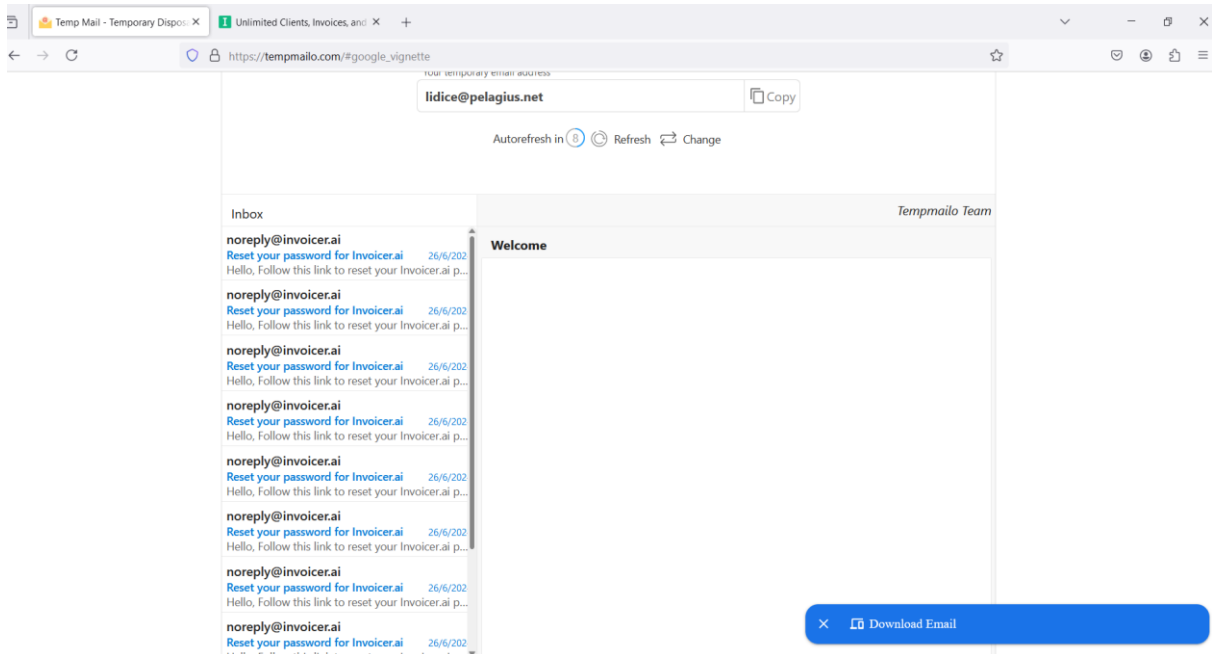 Temp Mail - Temporary Dispos
Unlimited Clients, Invoices, and
https://tempmailo.com/#google_vignette
Your temporary email address
lidice@pelagius.net
Copy
Autorefresh in 8 Refresh Change
Inbox
Tempmailo Team
noreply@invoicer.ai
Reset your password for Invoicer.ai 26/6/202
Hello, Follow this link to reset your Invoicer.ai p...
noreply@invoicer.ai
Reset your password for Invoicer.ai 26/6/202
Hello, Follow this link to reset your Invoicer.ai p...
noreply@invoicer.ai
Reset your password for Invoicer.ai 26/6/202
Hello, Follow this link to reset your Invoicer.ai p...
noreply@invoicer.ai
Reset your password for Invoicer.ai 26/6/202
Hello, Follow this link to reset your Invoicer.ai p...
noreply@invoicer.ai
Reset your password for Invoicer.ai 26/6/202
Hello, Follow this link to reset your Invoicer.ai p...
noreply@invoicer.ai
Reset your password for Invoicer.ai 26/6/202
Hello, Follow this link to reset your Invoicer.ai p...
noreply@invoicer.ai
Reset your password for Invoicer.ai 26/6/202
Hello, Follow this link to reset your Invoicer.ai p...
noreply@invoicer.ai
Reset your password for Invoicer.ai 26/6/202
Welcome
Download Email